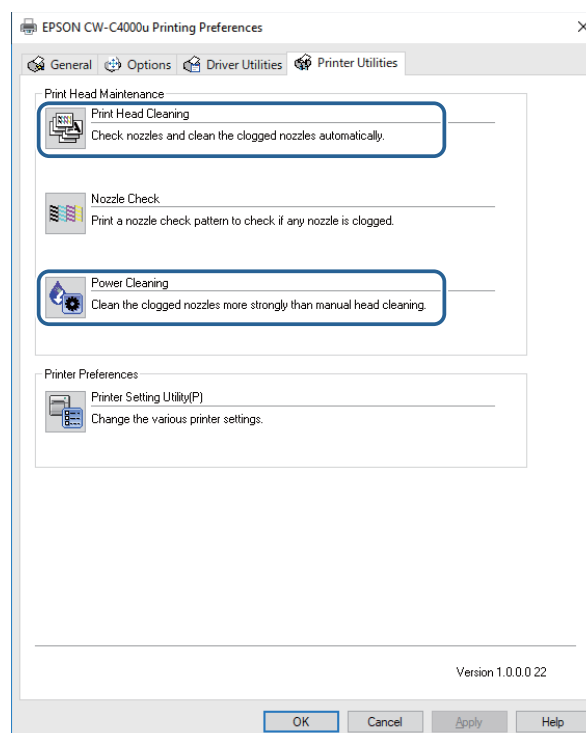 EPSON CW-C4000u Printing Preferences
General Options Driver Utilities Printer Utilities
Print Head Maintenance
Print Head Cleaning
Check nozzles and clean the clogged nozzles automatically.
Nozzle Check
Print a nozzle check pattern to check if any nozzle is clogged.
Power Cleaning
Clean the clogged nozzles more strongly than manual head cleaning.
Printer Preferences
Printer Setting Utility(P)
Change the various printer settings.
Version 1.0.0.0 22
OK Cancel Apply Help